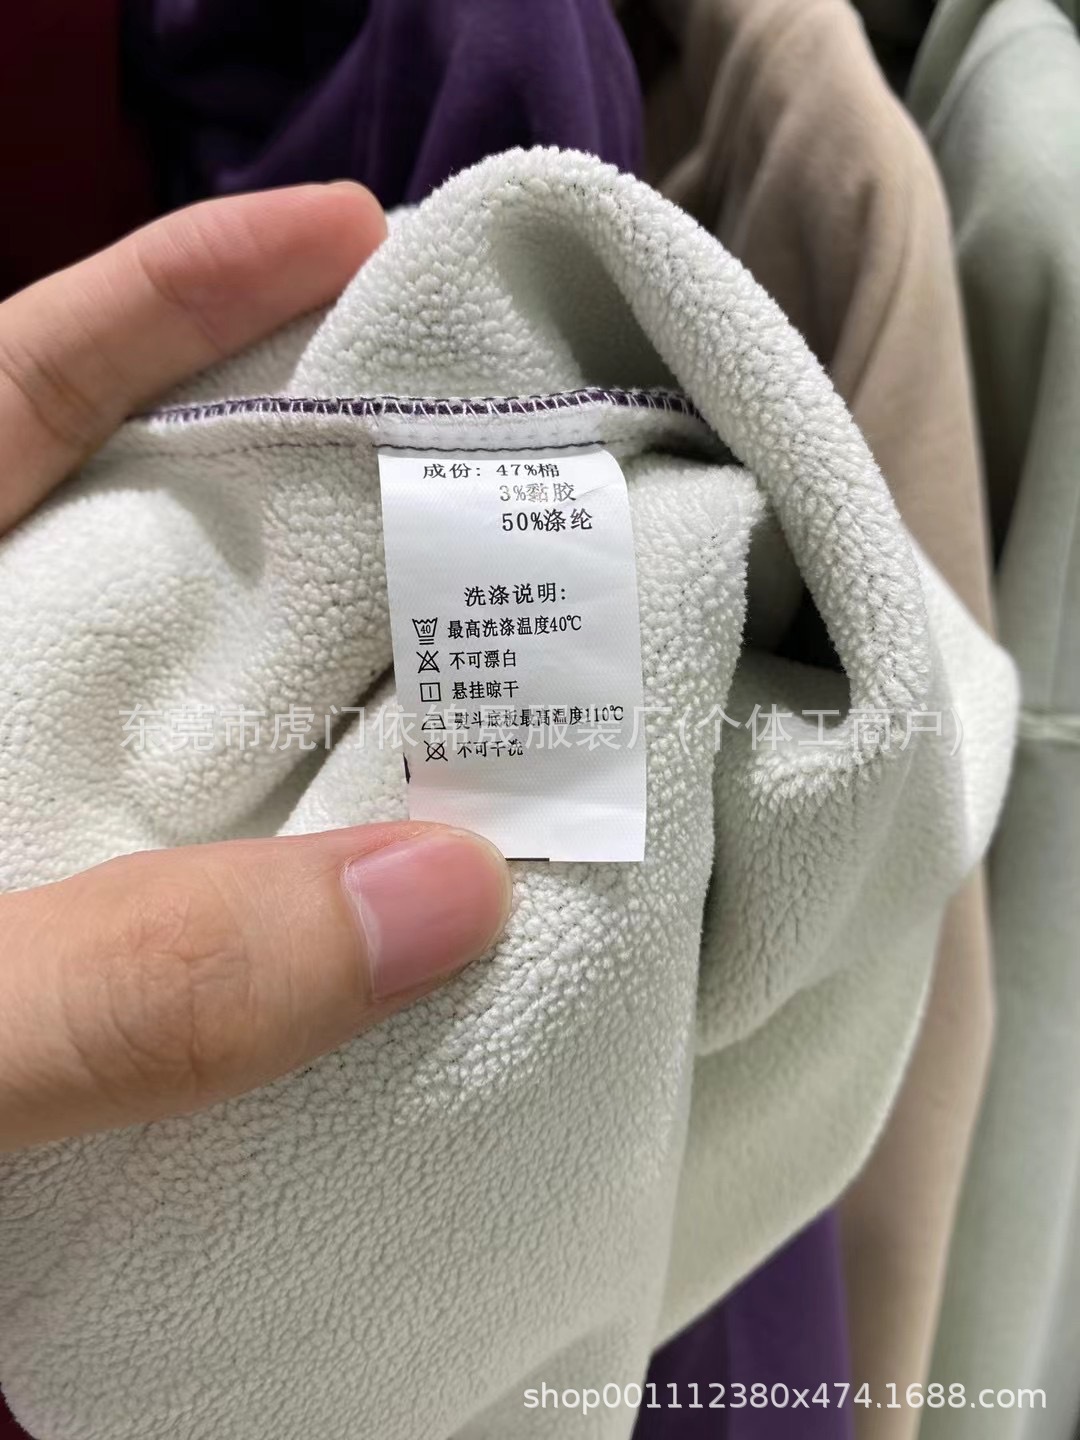 成份: 47%棉
3%黏胶
50%涤纶
洗涤说明:
40 最高洗涤温度40℃
不可漂白
悬挂晾干
熨斗底板最高温度110℃
不可干洗
东莞市虎门依锦晟服装厂(个体工商户)
shop001112380x474.1688.com